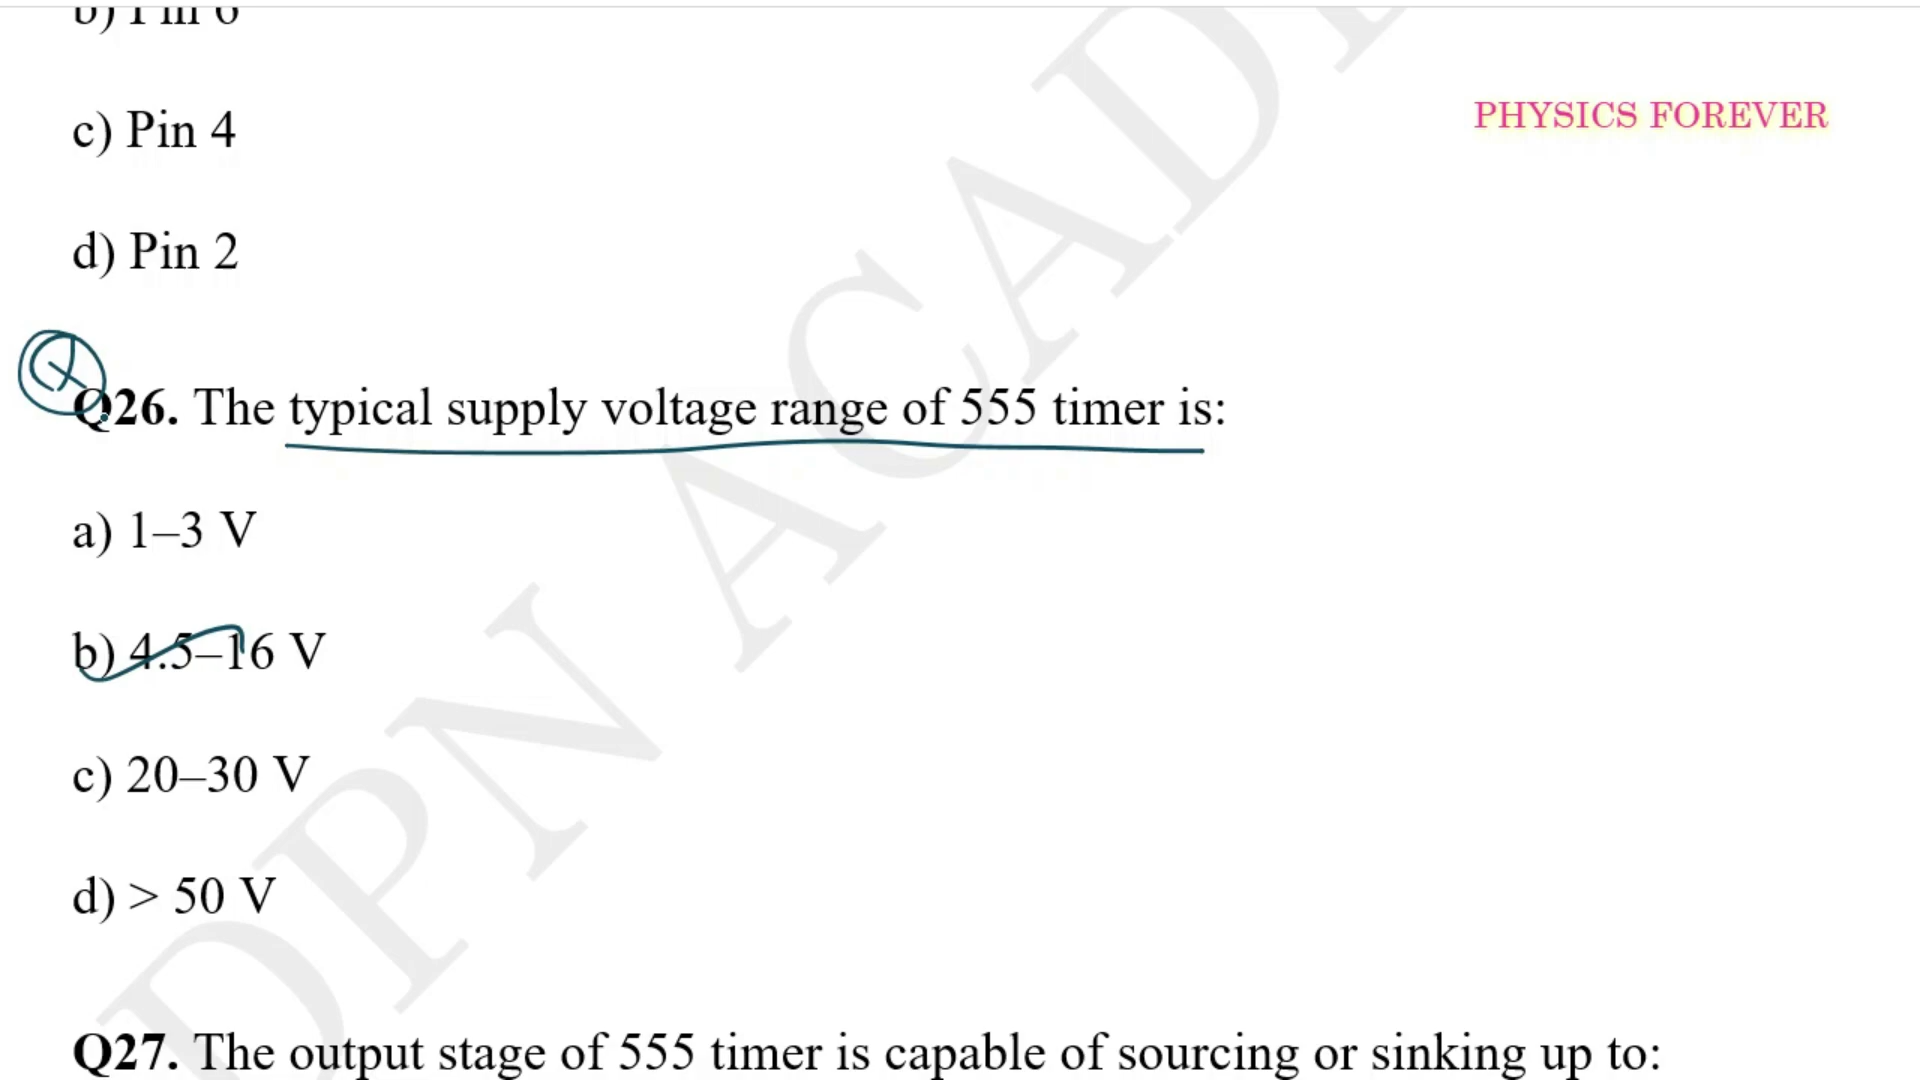 c) Pin 4
PHYSICS FOREVER
d) Pin 2
Q26. The typical supply voltage range of 555 timer is:
a) 1–3 V
b) 4.5–16 V
c) 20–30 V
d) > 50 V
Q27. The output stage of 555 timer is capable of sourcing or sinking up to:
DPN ACAD